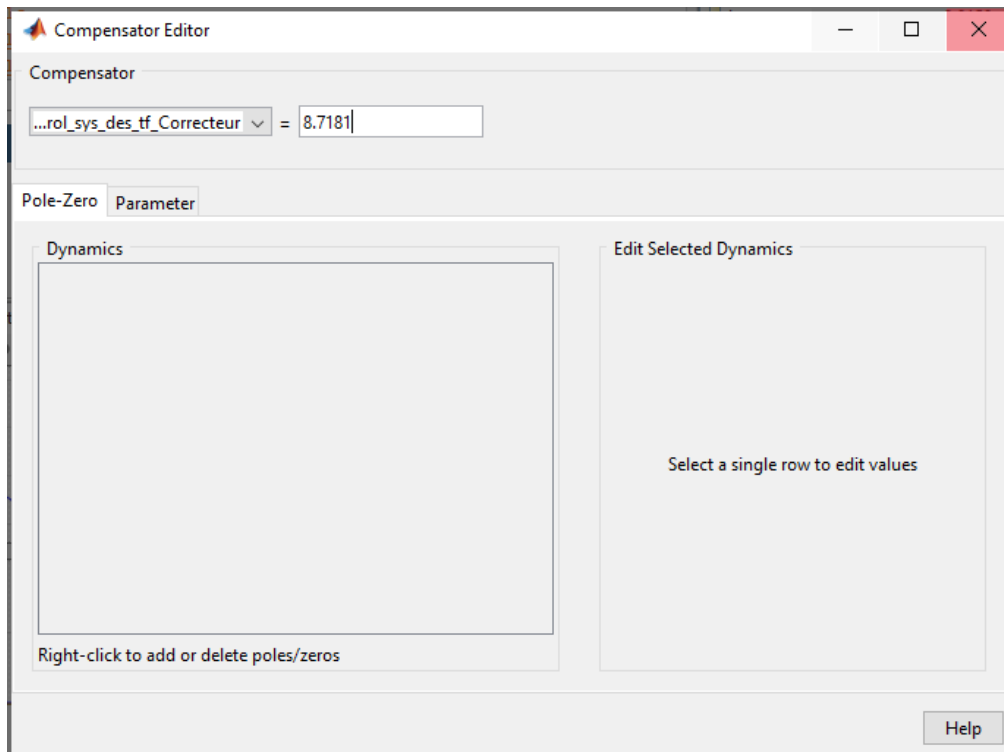 Compensator Editor
Compensator
...rol_sys_des_tf_Correcteur = 8.7181
Pole-Zero Parameter
Dynamics
Edit Selected Dynamics
Select a single row to edit values
Right-click to add or delete poles/zeros
Help